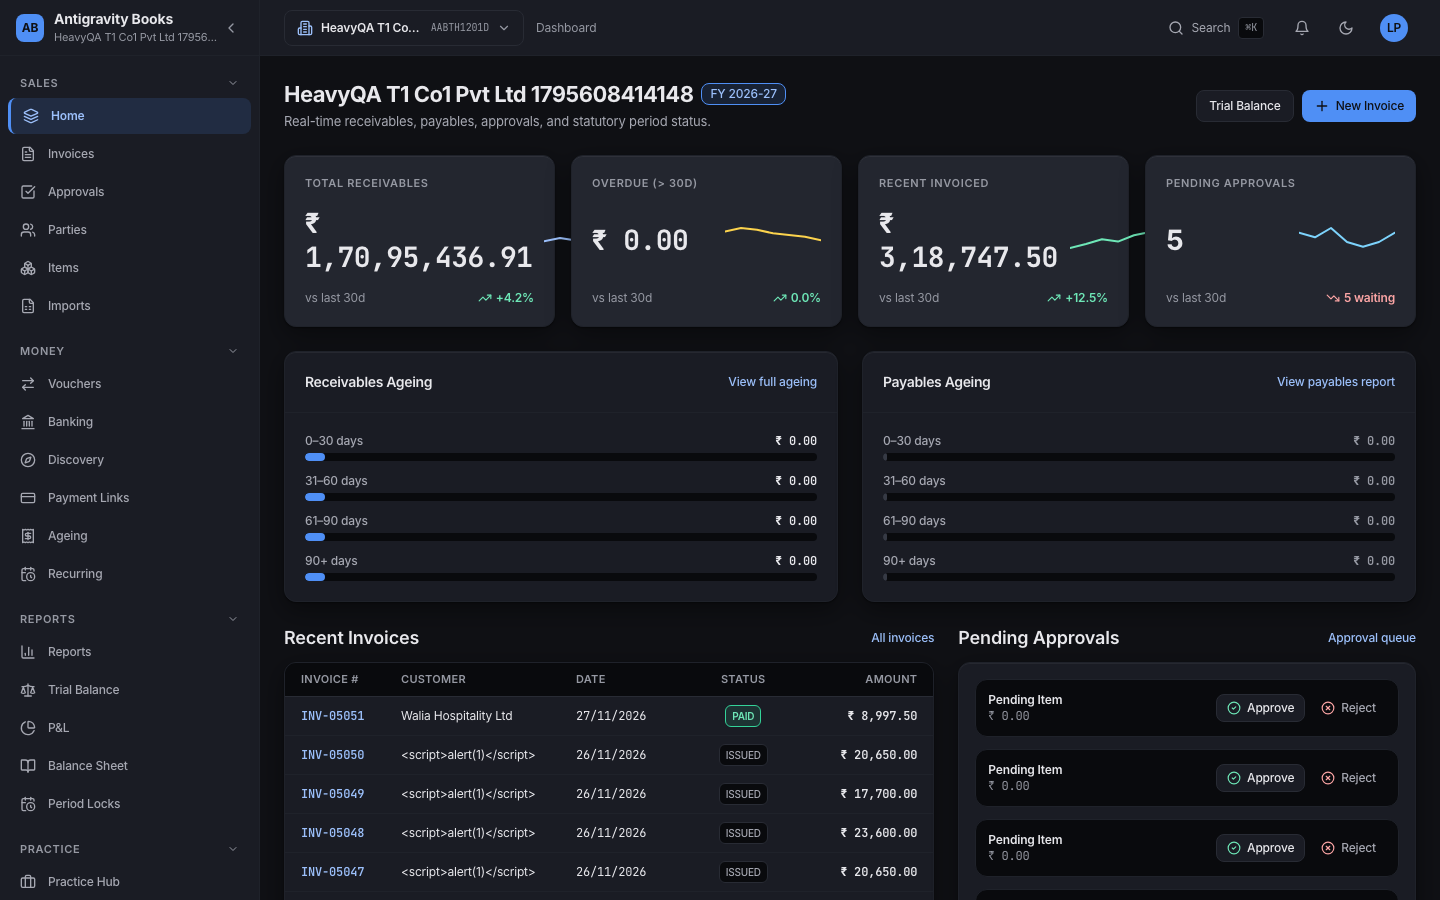 AB
Antigravity Books
HeavyQA T1 Co1 Pvt Ltd 17956...
SALES
Home
Invoices
Approvals
Parties
Items
Imports
MONEY
Vouchers
Banking
Discovery
Payment Links
Ageing
Recurring
REPORTS
Reports
Trial Balance
P&L
Balance Sheet
Period Locks
PRACTICE
Practice Hub
HeavyQA T1 Co... AABTH1201D
Dashboard
Search ⌘K
LP
HeavyQA T1 Co1 Pvt Ltd 1795608414148 FY 2026-27
Real-time receivables, payables, approvals, and statutory period status.
Trial Balance
New Invoice
TOTAL RECEIVABLES
₹
1,70,95,436.91
vs last 30d +4.2%
OVERDUE (> 30D)
₹ 0.00
vs last 30d 0.0%
RECENT INVOICED
₹
3,18,747.50
vs last 30d +12.5%
PENDING APPROVALS
5
vs last 30d 5 waiting
Receivables Ageing View full ageing
0–30 days ₹ 0.00
31–60 days ₹ 0.00
61–90 days ₹ 0.00
90+ days ₹ 0.00
Payables Ageing View payables report
0–30 days ₹ 0.00
31–60 days ₹ 0.00
61–90 days ₹ 0.00
90+ days ₹ 0.00
Recent Invoices All invoices
INVOICE # CUSTOMER DATE STATUS AMOUNT
INV-05051 Walia Hospitality Ltd 27/11/2026 PAID ₹ 8,997.50
INV-05050 <script>alert(1)</script> 26/11/2026 ISSUED ₹ 20,650.00
INV-05049 <script>alert(1)</script> 26/11/2026 ISSUED ₹ 17,700.00
INV-05048 <script>alert(1)</script> 26/11/2026 ISSUED ₹ 23,600.00
INV-05047 <script>alert(1)</script> 26/11/2026 ISSUED ₹ 20,650.00
Pending Approvals Approval queue
Pending Item
₹ 0.00
Approve Reject
Pending Item
₹ 0.00
Approve Reject
Pending Item
₹ 0.00
Approve Reject